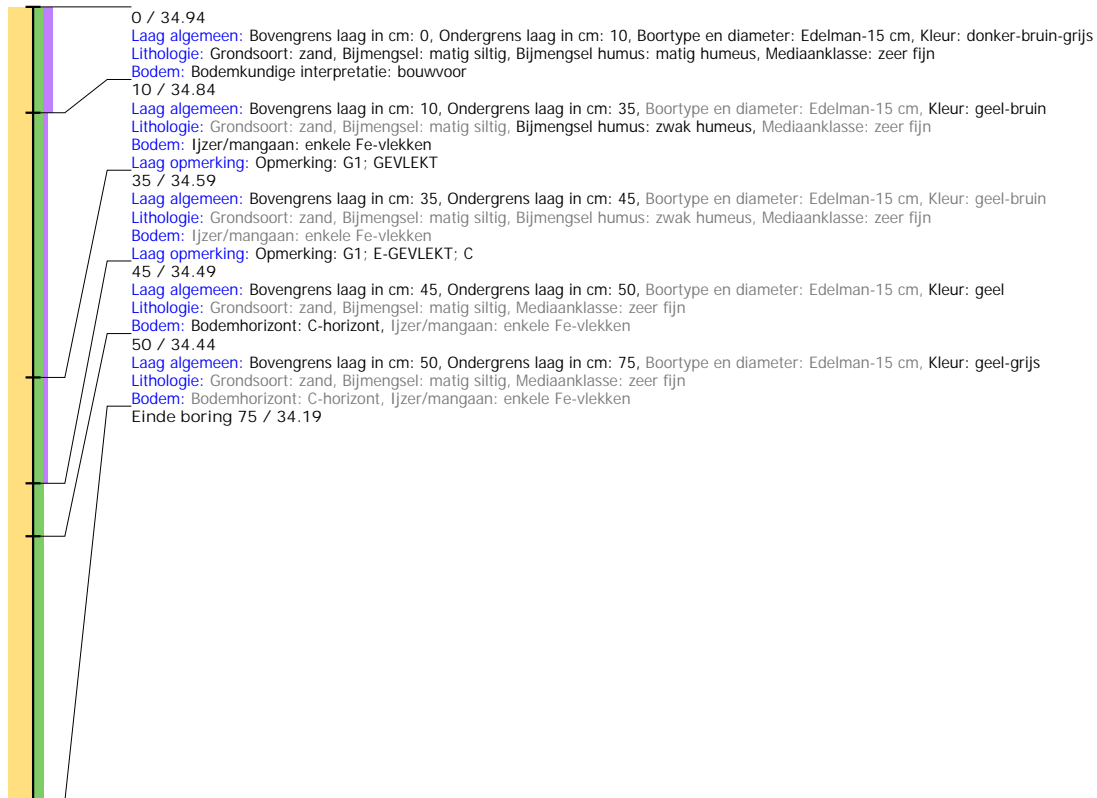 0 / 34.94
Laag algemeen: Bovengrens laag in cm: 0, Ondergrens laag in cm: 10, Boortype en diameter: Edelman-15 cm, Kleur: donker-bruin-grijs
Lithologie: Grondsoort: zand, Bijmengsel: matig siltig, Bijmengsel humus: matig humeus, Mediaanklasse: zeer fijn
Bodem: Bodemkundige interpretatie: bouwvoor
10 / 34.84
Laag algemeen: Bovengrens laag in cm: 10, Ondergrens laag in cm: 35, Boortype en diameter: Edelman-15 cm, Kleur: geel-bruin
Lithologie: Grondsoort: zand, Bijmengsel: matig siltig, Bijmengsel humus: zwak humeus, Mediaanklasse: zeer fijn
Bodem: Ijzer/mangaan: enkele Fe-vlekken
Laag opmerking: Opmerking: G1; GEVLEKT
35 / 34.59
Laag algemeen: Bovengrens laag in cm: 35, Ondergrens laag in cm: 45, Boortype en diameter: Edelman-15 cm, Kleur: geel-bruin
Lithologie: Grondsoort: zand, Bijmengsel: matig siltig, Bijmengsel humus: zwak humeus, Mediaanklasse: zeer fijn
Bodem: Ijzer/mangaan: enkele Fe-vlekken
Laag opmerking: Opmerking: G1; E-GEVLEKT; C
45 / 34.49
Laag algemeen: Bovengrens laag in cm: 45, Ondergrens laag in cm: 50, Boortype en diameter: Edelman-15 cm, Kleur: geel
Lithologie: Grondsoort: zand, Bijmengsel: matig siltig, Mediaanklasse: zeer fijn
Bodem: Bodemhorizont: C-horizont, Ijzer/mangaan: enkele Fe-vlekken
50 / 34.44
Laag algemeen: Bovengrens laag in cm: 50, Ondergrens laag in cm: 75, Boortype en diameter: Edelman-15 cm, Kleur: geel-grijs
Lithologie: Grondsoort: zand, Bijmengsel: matig siltig, Mediaanklasse: zeer fijn
Bodem: Bodemhorizont: C-horizont, Ijzer/mangaan: enkele Fe-vlekken
Einde boring 75 / 34.19